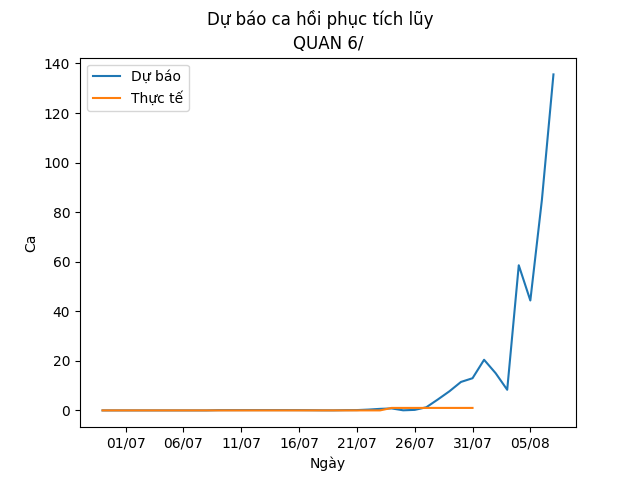 Dự báo ca hồi phục tích lũy
QUAN 6/
Dự báo
Thực tế
140
120
100
80
60
40
20
0
Ca
01/07 06/07 11/07 16/07 21/07 26/07 31/07 05/08
Ngày